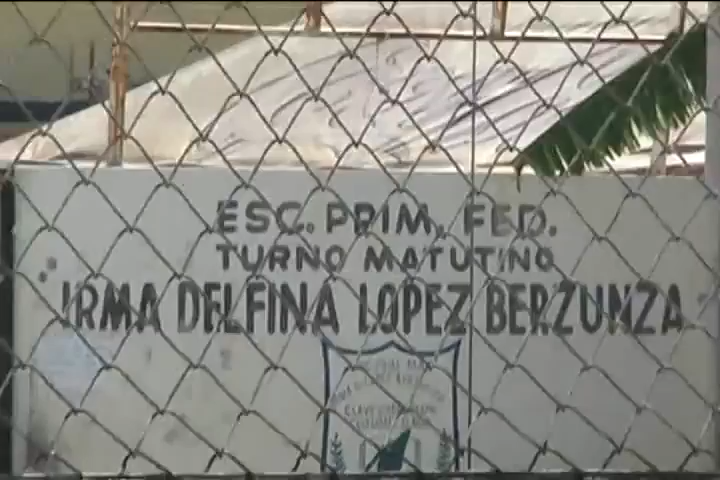 ESC. PRIM. FED.
TURNO MATUTINO
"IRMA DELFINA LOPEZ BERZUNZA"